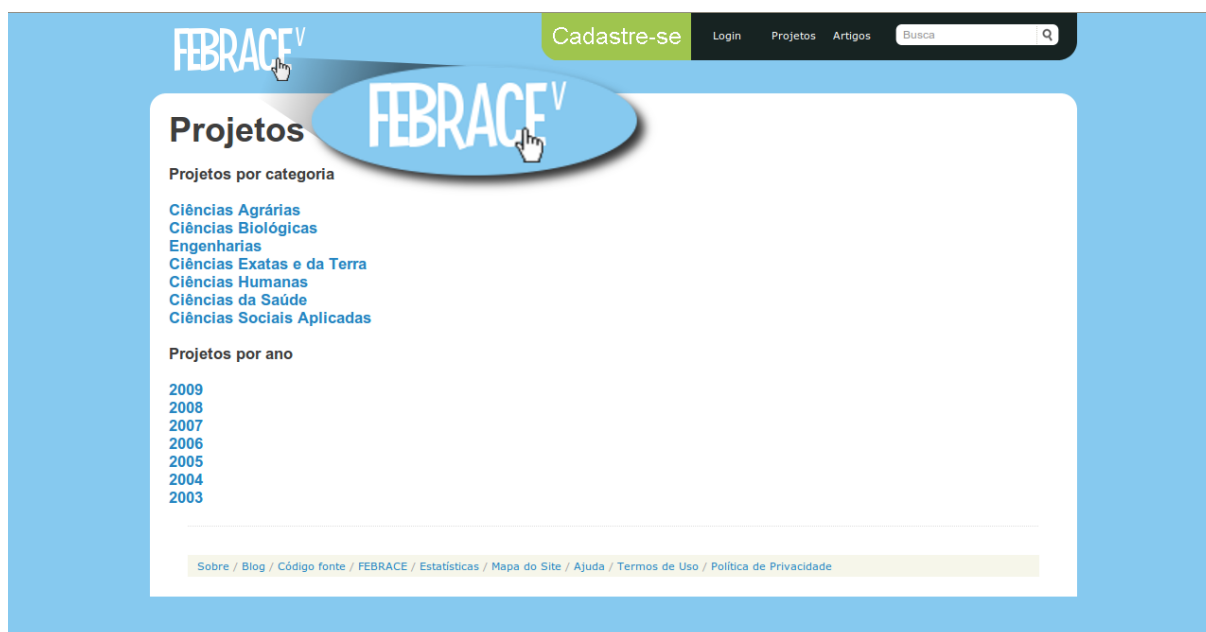 FEBRACE V
Cadastre-se
Login Projetos Artigos
Busca
FEBRACE V
Projetos
Projetos por categoria
Ciências Agrárias
Ciências Biológicas
Engenharias
Ciências Exatas e da Terra
Ciências Humanas
Ciências da Saúde
Ciências Sociais Aplicadas
Projetos por ano
2009
2008
2007
2006
2005
2004
2003
Sobre / Blog / Código fonte / FEBRACE / Estatísticas / Mapa do Site / Ajuda / Termos de Uso / Política de Privacidade